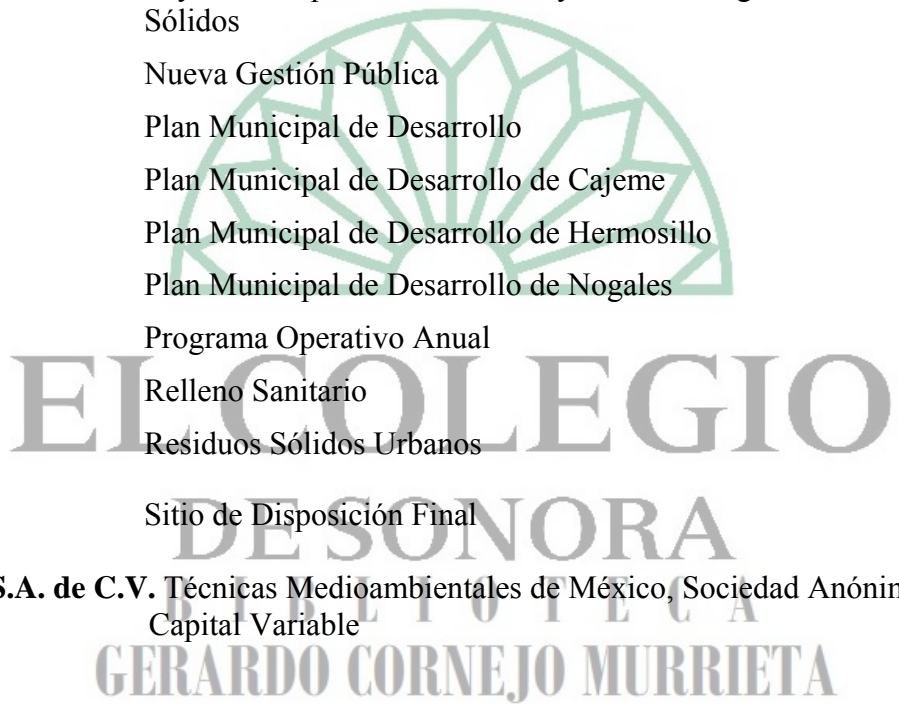 Sólidos
Nueva Gestión Pública
Plan Municipal de Desarrollo
Plan Municipal de Desarrollo de Cajeme
Plan Municipal de Desarrollo de Hermosillo
Plan Municipal de Desarrollo de Nogales
Programa Operativo Anual
EL COLEGIO
Relleno Sanitario
Residuos Sólidos Urbanos
DE SONORA
Sitio de Disposición Final
S.A. de C.V. Técnicas Medioambientales de México, Sociedad
BIBLIOTECA
Capital Variable
GERARDO CORNEJO MURRIETA